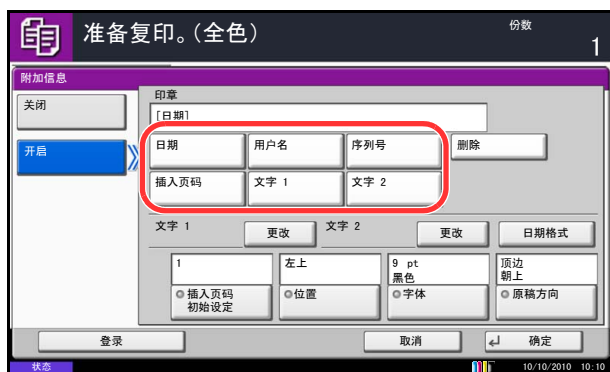 准备复印。(全色)
份数
1
附加信息
关闭
开启
印章
[日期]
日期
用户名
序列号
删除
插入页码
文字 1
文字 2
文字 1
更改
文字 2
更改
日期格式
1
左上
9 pt
黑色
顶边
朝上
插入页码
初始设定
位置
字体
原稿方向
登录
取消
确定
状态
10/10/2010 10:10